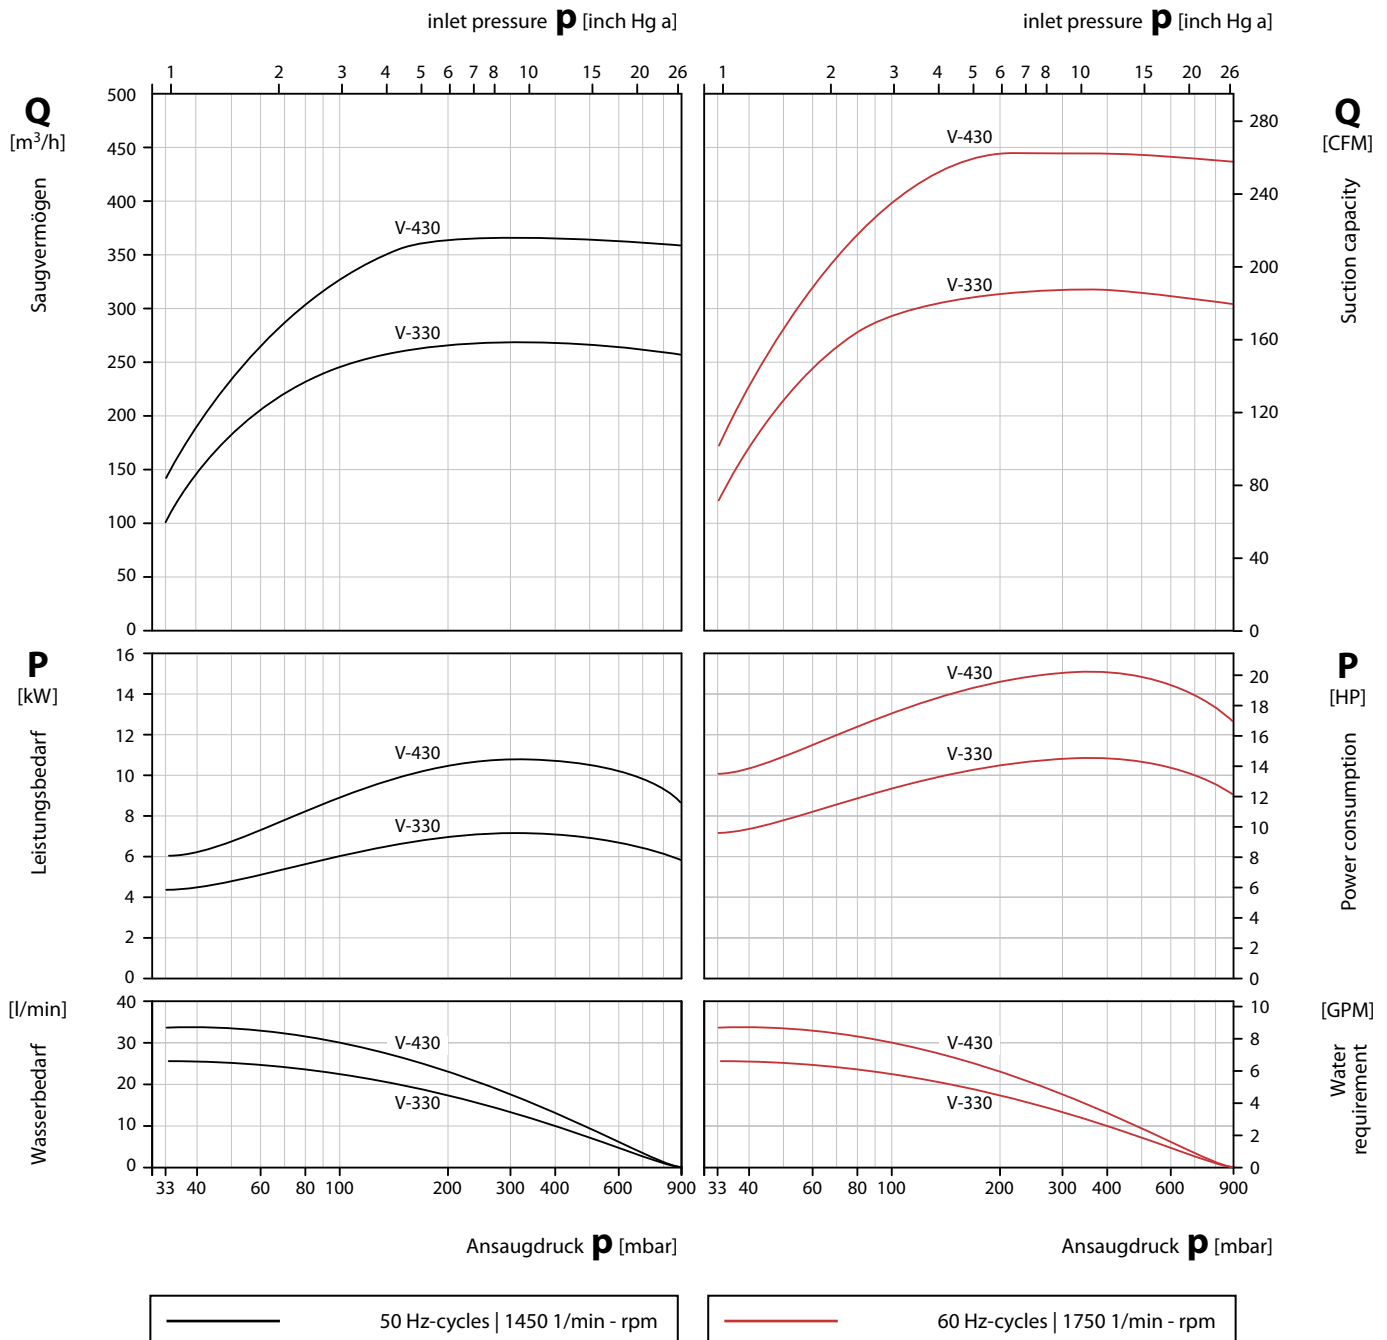 inlet pressure p [inch Hg a]
inlet pressure p [inch Hg a]
1 2 3 4 5 6 7 8 10 15 20 26
1 2 3 4 5 6 7 8 10 15 20 26
Q
[m³/h]
Saugvermögen
500
450
400
350
300
250
200
150
100
50
0
V-430
V-330
V-430
V-330
280
240
200
160
120
80
40
0
Q
[CFM]
Suction capacity
P
[kW]
Leistungsbedarf
16
14
12
10
8
6
4
2
0
V-430
V-330
V-430
V-330
20
18
16
14
12
10
8
6
4
2
0
P
[HP]
Power consumption
[l/min]
Wasserbedarf
40
30
20
10
0
V-430
V-330
V-430
V-330
10
8
6
4
2
0
[GPM]
Water
requirement
33 40 60 80 100 200 300 400 600 900
33 40 60 80 100 200 300 400 600 900
Ansaugdruck p [mbar]
Ansaugdruck p [mbar]
50 Hz-cycles | 1450 1/min - rpm
60 Hz-cycles | 1750 1/min - rpm